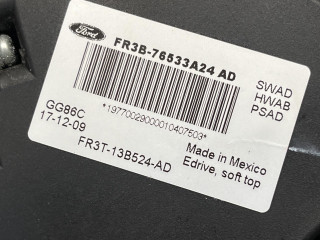 Ford
FR3B-76533A24 AD
SWAD
HWAB
PSAD
*19770029000010407503*
GG86C
17-12-09
FR3T-13B524-AD
Made in Mexico
Edrive, soft top